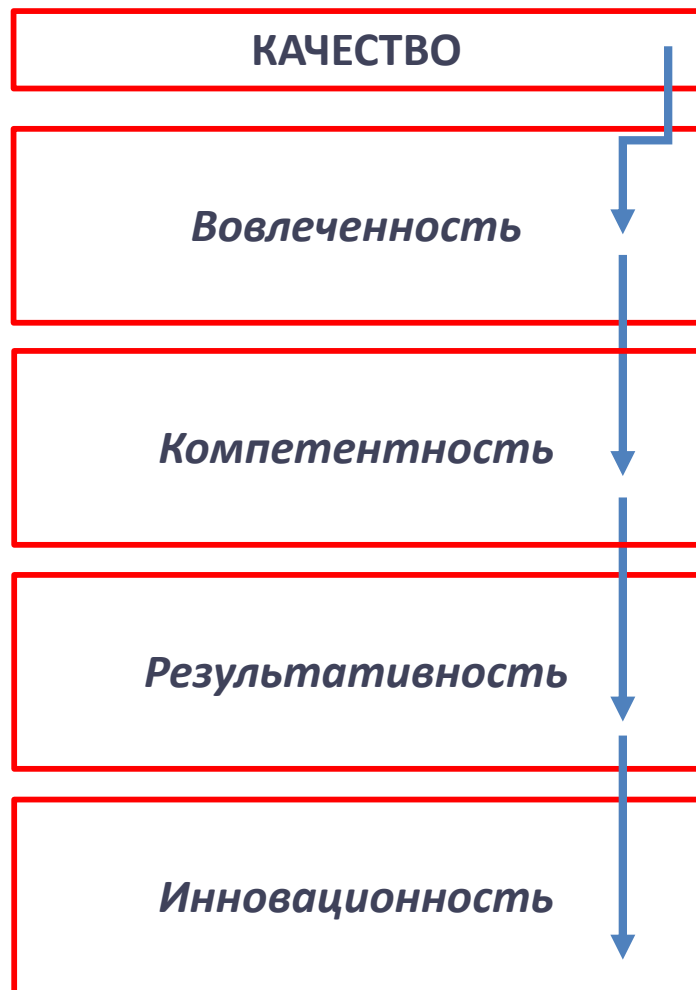 КАЧЕСТВО
Вовлеченность
Компетентность
Результативность
Инновационность